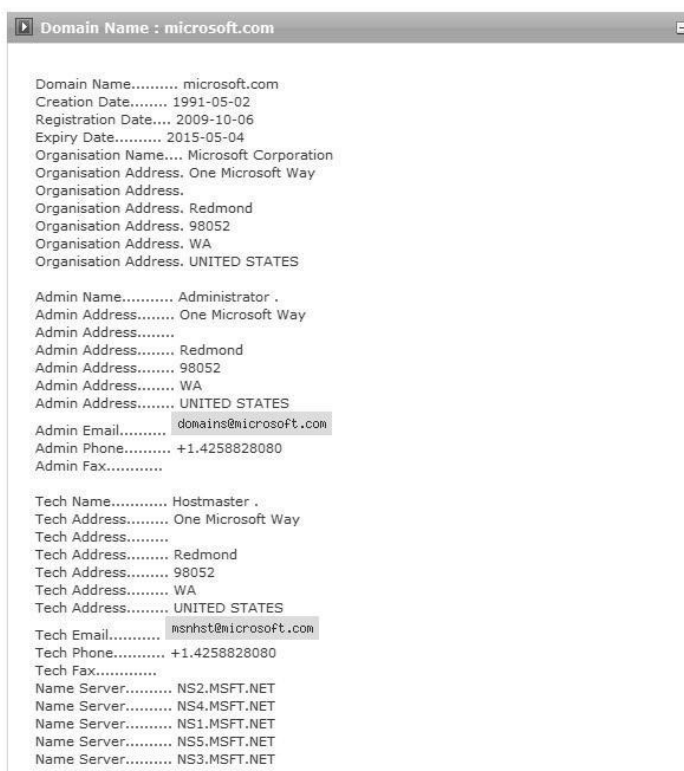 Domain Name : microsoft.com
Domain Name.......... microsoft.com
Creation Date........ 1991-05-02
Registration Date.... 2009-10-06
Expiry Date.......... 2015-05-04
Organisation Name.... Microsoft Corporation
Organisation Address. One Microsoft Way
Organisation Address.
Organisation Address. Redmond
Organisation Address. 98052
Organisation Address. WA
Organisation Address. UNITED STATES
Admin Name........... Administrator .
Admin Address........ One Microsoft Way
Admin Address........
Admin Address........ Redmond
Admin Address........ 98052
Admin Address........ WA
Admin Address........ UNITED STATES
Admin Email.......... domains@microsoft.com
Admin Phone.......... +1.4258828080
Admin Fax............
Tech Name............ Hostmaster .
Tech Address......... One Microsoft Way
Tech Address.........
Tech Address......... Redmond
Tech Address......... 98052
Tech Address......... WA
Tech Address......... UNITED STATES
Tech Email........... msnhst@microsoft.com
Tech Phone........... +1.4258828080
Tech Fax.............
Name Server.......... NS2.MSFT.NET
Name Server.......... NS4.MSFT.NET
Name Server.......... NS1.MSFT.NET
Name Server.......... NS5.MSFT.NET
Name Server.......... NS3.MSFT.NET